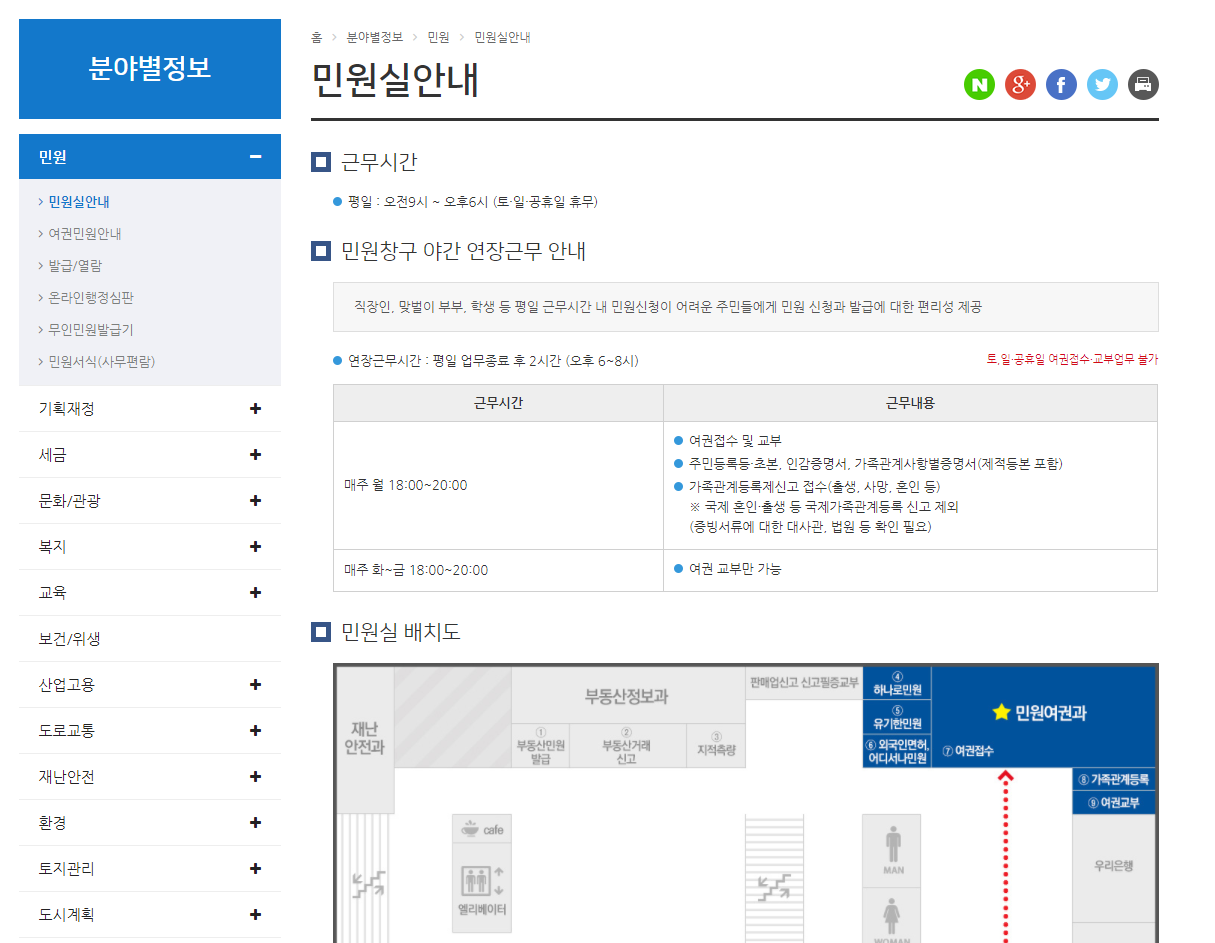 분야별정보
민원
민원실안내
여권민원안내
발급/열람
온라인행정심판
무인민원발급기
민원서식(사무편람)
기획재정
세금
문화/관광
복지
교육
보건/위생
산업고용
도로교통
재난안전
환경
토지관리
도시계획
홈 > 분야별정보 > 민원 > 민원실안내
민원실안내
근무시간
평일 : 오전9시 ~ 오후6시 (토·일·공휴일 휴무)
민원창구 야간 연장근무 안내
직장인, 맞벌이 부부, 학생 등 평일 근무시간 내 민원신청이 어려운 주민들에게 민원 신청과 발급에 대한 편리성 제공
연장근무시간 : 평일 업무종료 후 2시간 (오후 6~8시)
토,일·공휴일 여권접수·교부업무 불가
근무시간 근무내용
매주 월 18:00~20:00
여권접수 및 교부
주민등록등·초본, 인감증명서, 가족관계사항별증명서(제적등본 포함)
가족관계등록제신고 접수(출생, 사망, 혼인 등)
※ 국제 혼인·출생 등 국제가족관계등록 신고 제외
(증빙서류에 대한 대사관, 법원 등 확인 필요)
매주 화~금 18:00~20:00
여권 교부만 가능
민원실 배치도
재난
안전과
부동산정보과
① 부동산민원
발급
② 부동산거래
신고
③ 지적측량
판매업신고 신고필증교부
④ 하나로민원
⑤ 유기한민원
⑥ 외국인면허,
어디서나민원
★ 민원여권과
⑦ 여권접수
⑧ 가족관계등록
⑨ 여권교부
우리은행
cafe
엘리베이터
MAN
WOMAN